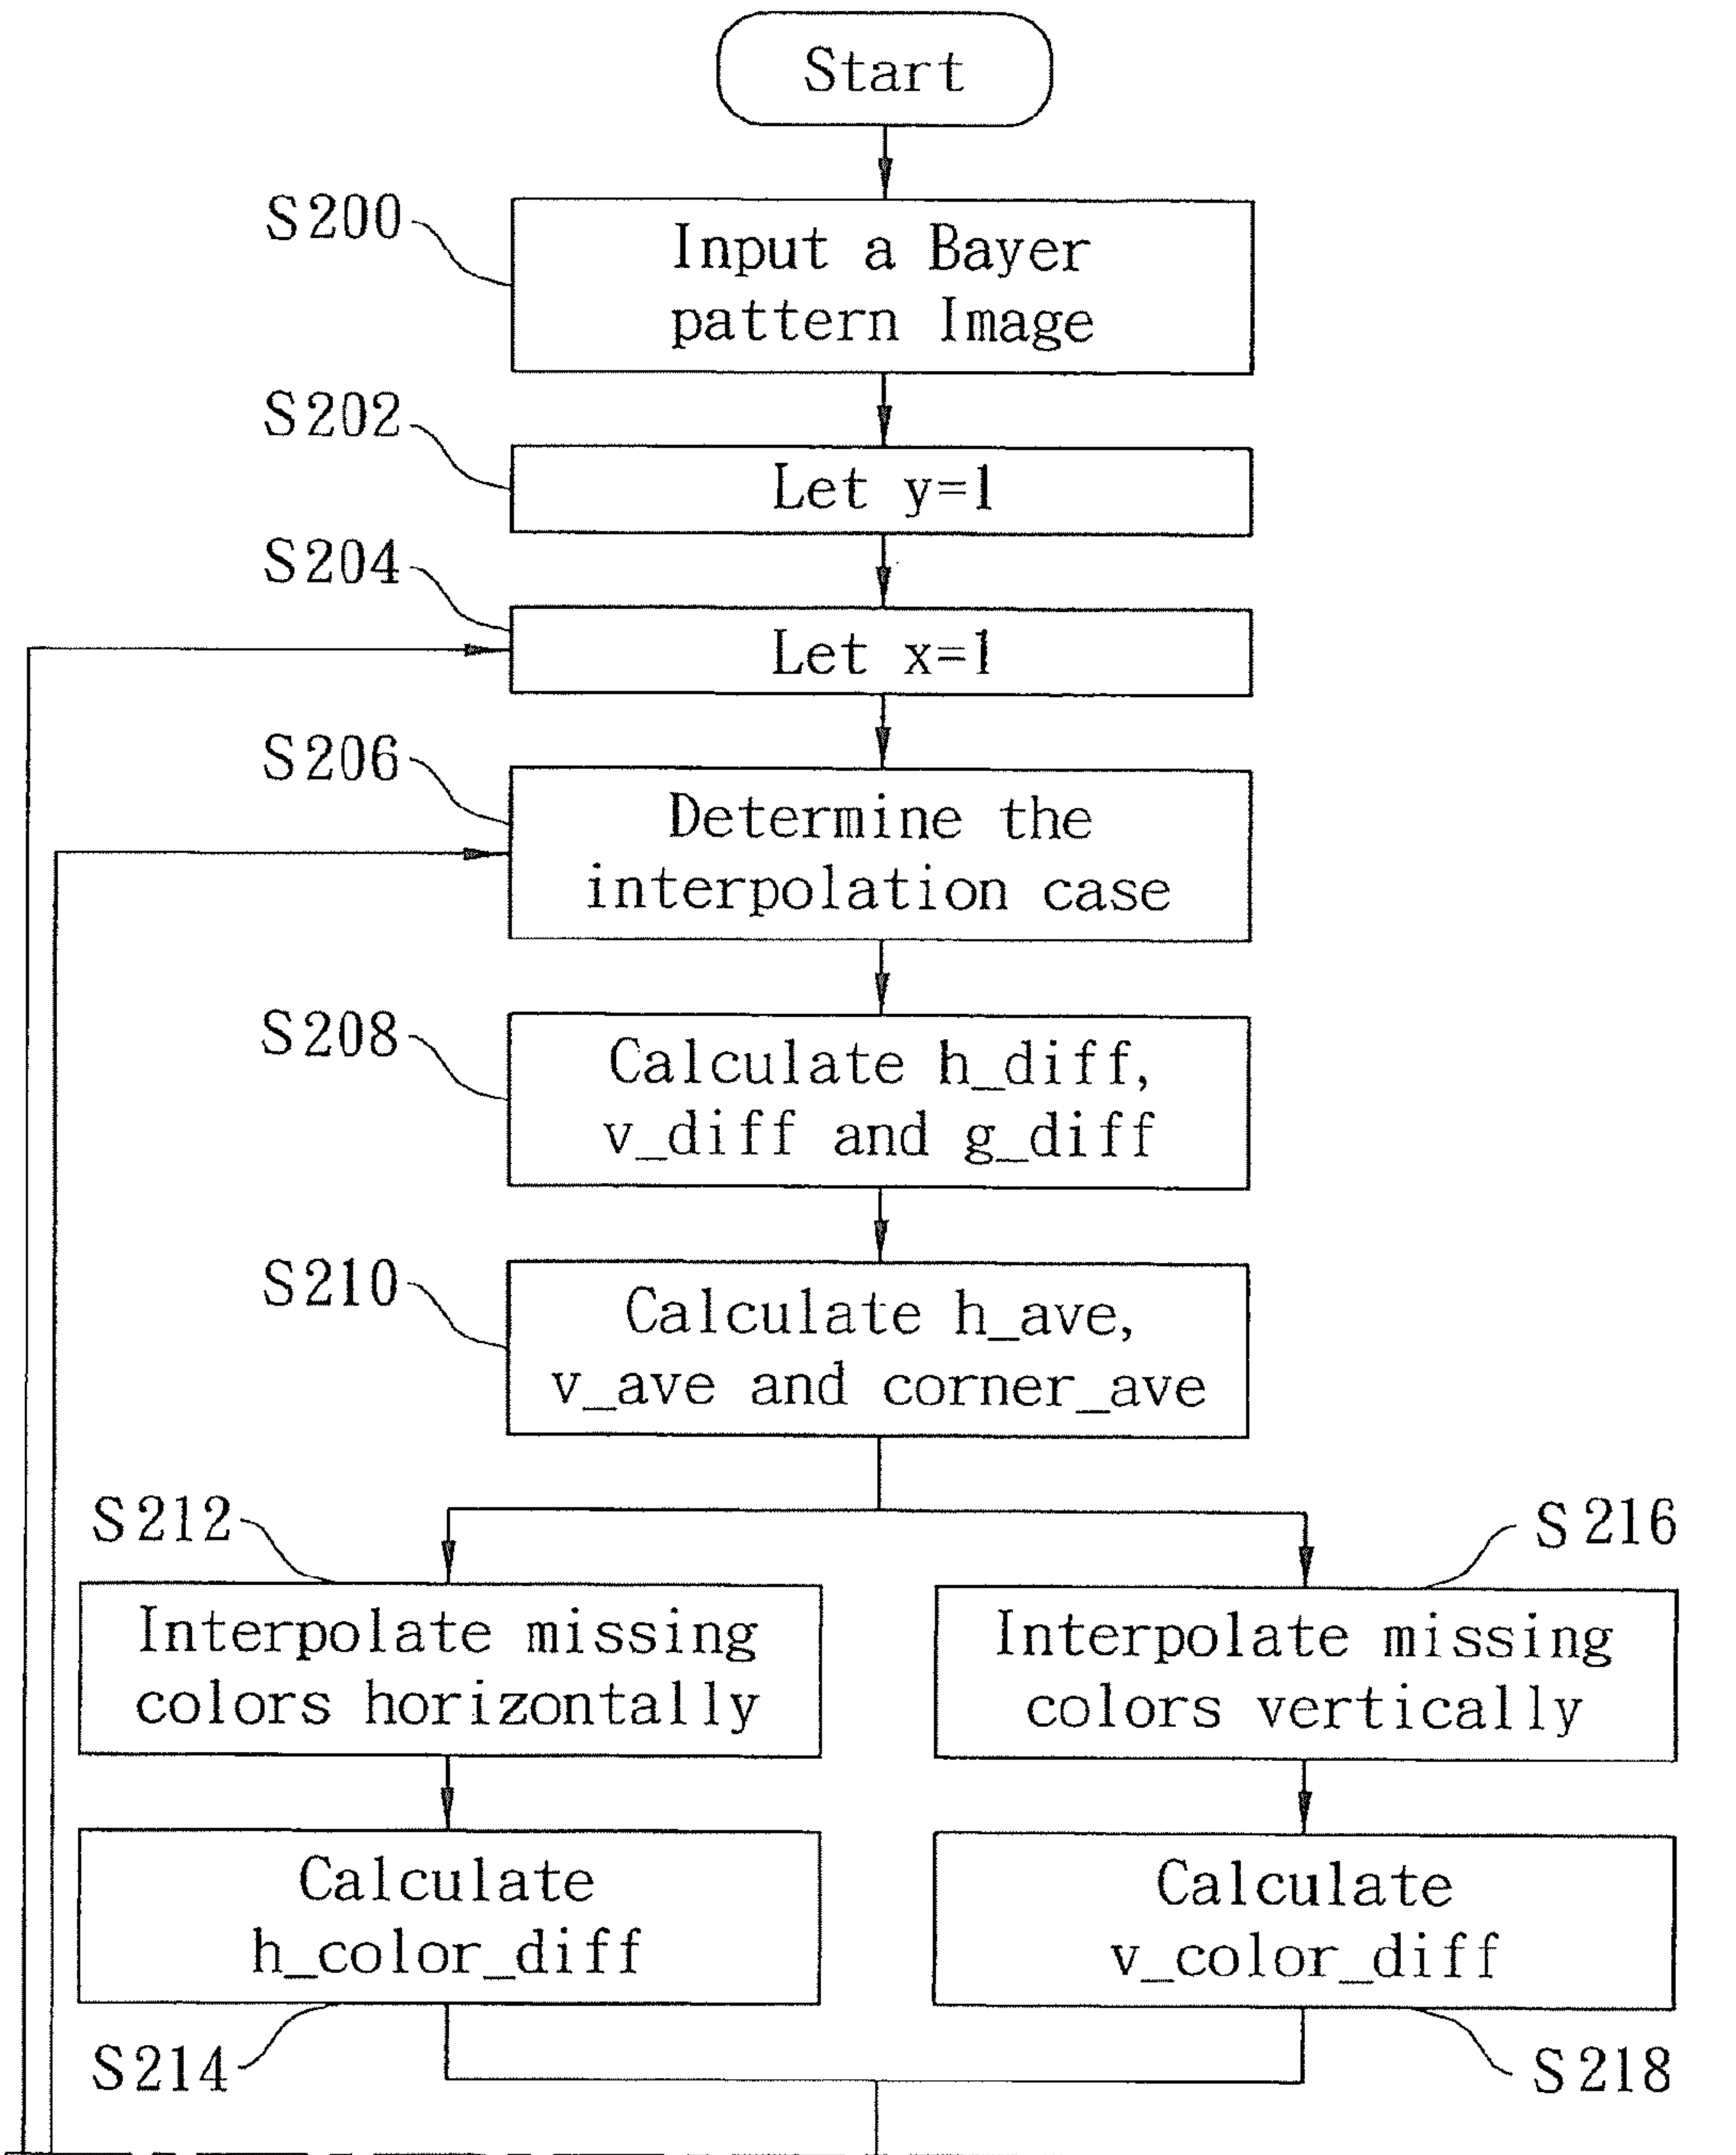 Start
S200
Input a Bayer
pattern Image
S202
Let y=1
S204
Let x=1
S206
Determine the
interpolation case
S208
Calculate h_diff,
v_diff and g_diff
S210
Calculate h_ave,
v_ave and corner_ave
S212
S216
Interpolate missing
colors horizontally
Interpolate missing
colors vertically
Calculate
h_color_diff
Calculate
v_color_diff
S214
S218